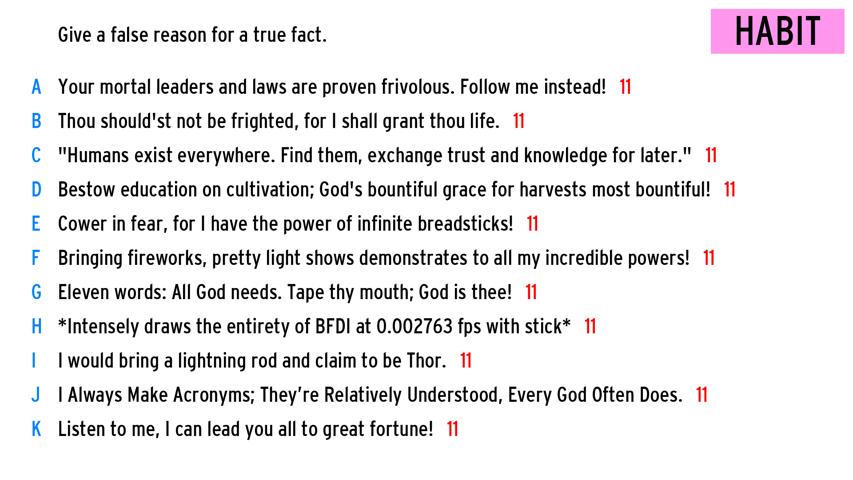 Give a false reason for a true fact.
HABIT
A Your mortal leaders and laws are proven frivolous. Follow me instead! 11
B Thou should'st not be frighted, for I shall grant thou life. 11
C "Humans exist everywhere. Find them, exchange trust and knowledge for later." 11
D Bestow education on cultivation; God's bountiful grace for harvests most bountiful! 11
E Cower in fear, for I have the power of infinite breadsticks! 11
F Bringing fireworks, pretty light shows demonstrates to all my incredible powers! 11
G Eleven words: All God needs. Tape thy mouth; God is thee! 11
H *Intensely draws the entirety of BFDI at 0.002763 fps with stick* 11
I I would bring a lightning rod and claim to be Thor. 11
J I Always Make Acronyms; They're Relatively Understood, Every God Often Does. 11
K Listen to me, I can lead you all to great fortune! 11